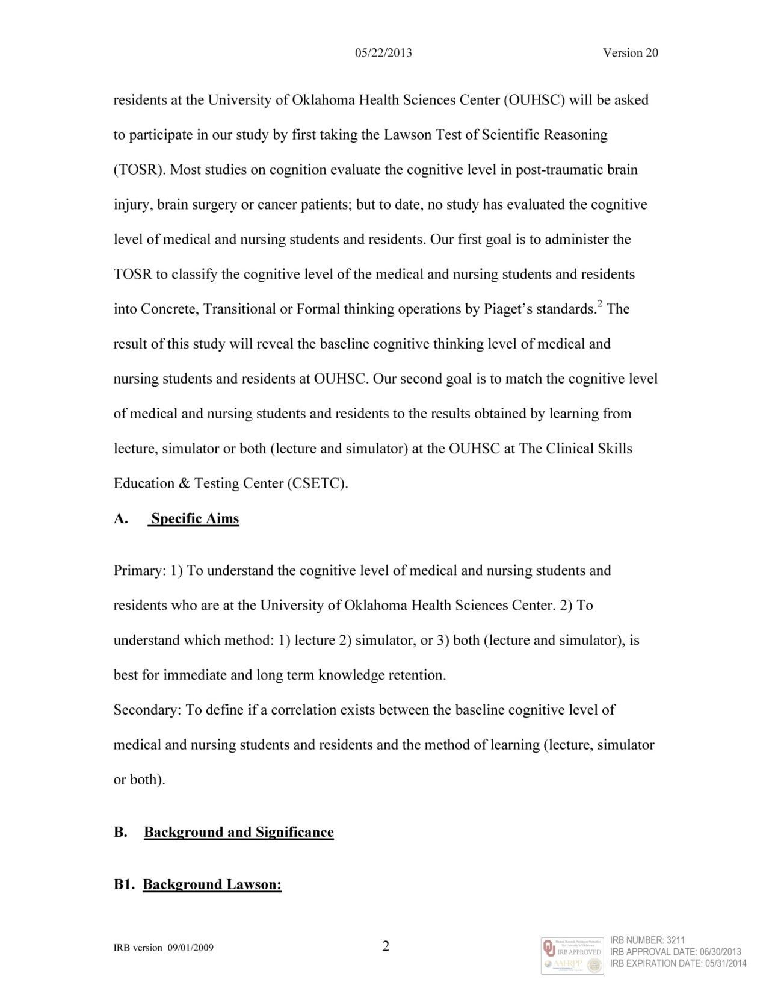 05/22/2013 Version 20
residents at the University of Oklahoma Health Sciences Center (OUHSC) will be asked
to participate in our study by first taking the Lawson Test of Scientific Reasoning
(TOSR). Most studies on cognition evaluate the cognitive level in post-traumatic brain
injury, brain surgery or cancer patients; but to date, no study has evaluated the cognitive
level of medical and nursing students and residents. Our first goal is to administer the
TOSR to classify the cognitive level of the medical and nursing students and residents
into Concrete, Transitional or Formal thinking operations by Piaget’s standards.2 The
result of this study will reveal the baseline cognitive thinking level of medical and
nursing students and residents at OUHSC. Our second goal is to match the cognitive level
of medical and nursing students and residents to the results obtained by learning from
lecture, simulator or both (lecture and simulator) at the OUHSC at The Clinical Skills
Education & Testing Center (CSETC).
A. Specific Aims
Primary: 1) To understand the cognitive level of medical and nursing students and
residents who are at the University of Oklahoma Health Sciences Center. 2) To
understand which method: 1) lecture 2) simulator, or 3) both (lecture and simulator), is
best for immediate and long term knowledge retention.
Secondary: To define if a correlation exists between the baseline cognitive level of
medical and nursing students and residents and the method of learning (lecture, simulator
or both).
B. Background and Significance
B1. Background Lawson:
IRB version 09/01/2009
2
Human Research Participant Protection
The University of Oklahoma
IRB APPROVED
AAHRPP
IRB NUMBER: 3211
IRB APPROVAL DATE: 06/30/2013
IRB EXPIRATION DATE: 05/31/2014